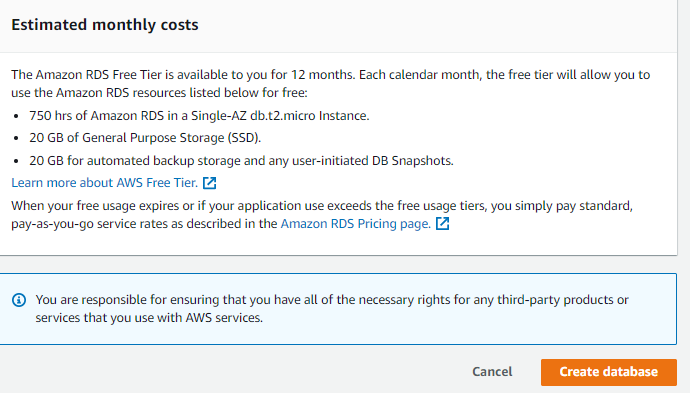 Estimated monthly costs
The Amazon RDS Free Tier is available to you for 12 months. Each calendar month, the free tier will allow you to
use the Amazon RDS resources listed below for free:
• 750 hrs of Amazon RDS in a Single-AZ db.t2.micro Instance.
• 20 GB of General Purpose Storage (SSD).
• 20 GB for automated backup storage and any user-initiated DB Snapshots.
Learn more about AWS Free Tier.
When your free usage expires or if your application use exceeds the free usage tiers, you simply pay standard,
pay-as-you-go service rates as described in the Amazon RDS Pricing page.
You are responsible for ensuring that you have all of the necessary rights for any third-party products or
services that you use with AWS services.
Cancel Create database